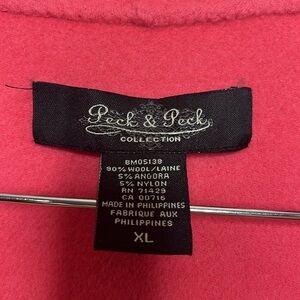 Peck & Peck
COLLECTION
BM05138
90% WOOL/LAINE
5% ANGORA
5% NYLON
RN 71429
CA 00716
MADE IN PHILIPPINES
FABRIQUE AUX
PHILIPPINES
XL